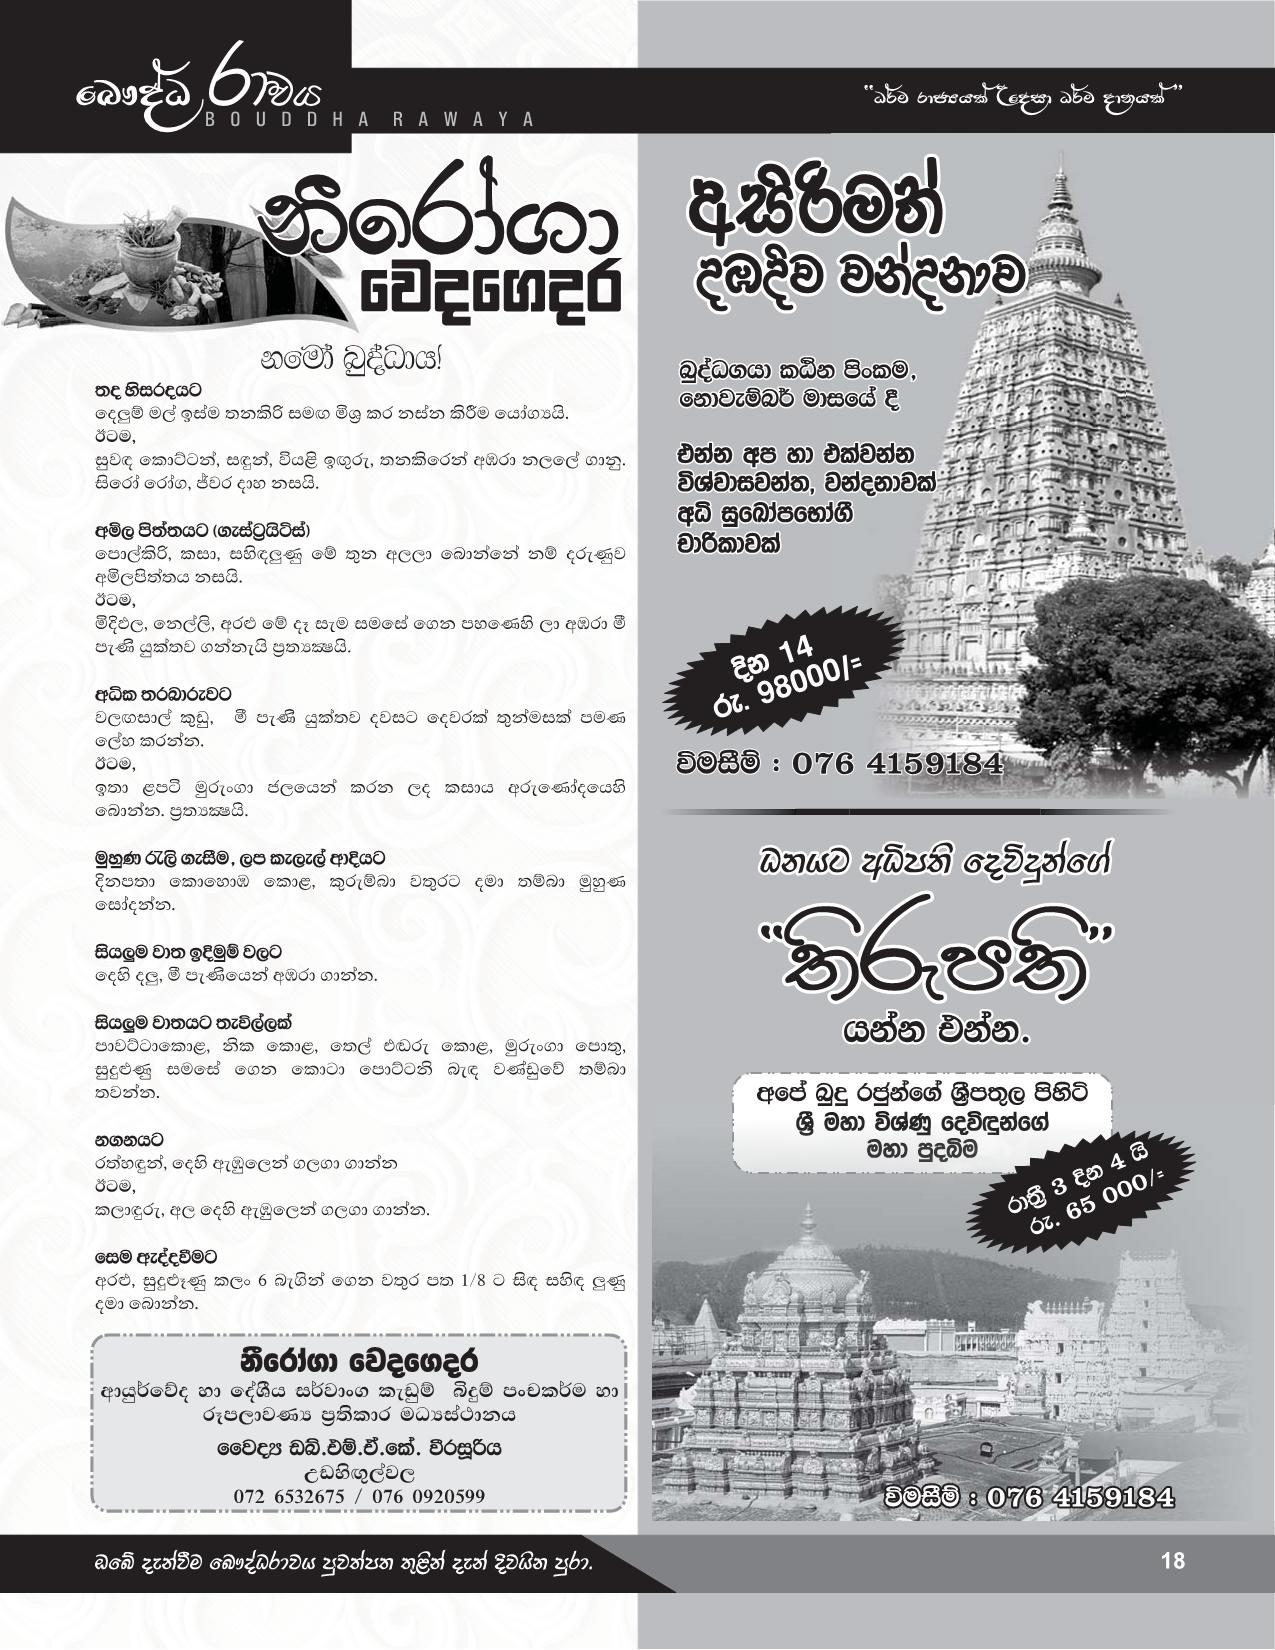 බෞද්ධ රාවය
BOUDDHA RAWAYA
“ධර්ම රාජ්‍යයක් උදෙසා ධර්ම දානයක්”
නීරෝගා
වෙදගෙදර
නමෝ බුද්ධාය!
තද හිසරදයට
දෙලුම් මල් ඉස්ම තනකිරි සමඟ මිශ්‍ර කර නස්න කිරීම යෝග්‍යයි.
ඊටම,
සුවඳ කොට්ටන්, සඳුන්, වියළි ඉඟුරු, තනකිරෙන් අඹරා නලලේ ගානු.
සිරෝ රෝග, ජ්වර දාහ නසයි.
අම්ල පිත්තයට (ගැස්ට්‍රයිටිස්)
පොල්කිරි, කසා, සහිඳලුණු මේ තුන අලලා බොන්නේ නම් දරුණුව
අම්ලපිත්තය නසයි.
ඊටම,
මිදිඵල, නෙල්ලි, අරළු මේ දෑ සැම සමසේ ගෙන පහණෙහි ලා අඹරා මී
පැණි යුක්තව ගන්නැයි ප්‍රත්‍යක්‍ෂයි.
අධික තරබාරුවට
වලඟසාල් කුඩු, මී පැණි යුක්තව දවසට දෙවරක් තුන්මසක් පමණ
ලේහ කරන්න.
ඊටම,
ඉතා ළපටි මුරුංගා ජලයෙන් කරන ලද කසාය අරුණෝදයෙහි
බොන්න. ප්‍රත්‍යක්‍ෂයි.
මුහුණ රැලි ගැසීම, ලප කැලැල් ආදියට
දිනපතා කොහොඹ කොළ, කුරුම්බා වතුරට දමා තම්බා මුහුණ
සෝදන්න.
සියලුම වාත ඉදිමුම් වලට
දෙහි දලු, මී පැණියෙන් අඹරා ගාන්න.
සියලුම වාතයට තැවිල්ලක්
පාවට්ටාකොළ, නික කොළ, තෙල් එඬරු කොළ, මුරුංගා පොතු,
සුදුළුණු සමසේ ගෙන කොටා පොට්ටනි බැඳ වණ්ඩුවේ තම්බා
තවන්න.
නගනයට
රත්හඳුන්, දෙහි ඇඹුලෙන් ගලගා ගාන්න
ඊටම,
කලාඳුරු, අල දෙහි ඇඹුලෙන් ගලගා ගාන්න.
සෙම ඇද්දවීමට
අරළු, සුදුළූණු කලං 6 බැගින් ගෙන වතුර පත 1/8 ට සිඳ සහිඳ ලුණු
දමා බොන්න.
නීරෝගා වෙදගෙදර
ආයුර්වේද හා දේශීය සර්වාංග කැඩුම් බිඳුම් පංචකර්ම හා
රූපලාවණ්‍ය ප්‍රතිකාර මධ්‍යස්ථානය
වෛද්‍ය ඩබ්.එම්.ඒ.කේ. වීරසූරිය
උඩහිඟුල්වල
072 6532675 / 076 0920599
අසිරිමත්
දඹදිව වන්දනාව
බුද්ධගයා කඨින පිංකම,
නොවැම්බර් මාසයේ දී
එන්න අප හා එක්වන්න
විශ්වාසවන්ත, වන්දනාවක්
අධි සුඛෝපභෝගී
චාරිකාවක්
දින 14
රු. 98000/=
විමසීම් : 076 4159184
ධනයට අධිපති දෙවිඳුන්ගේ
“තිරුපති”
යන්න එන්න.
අපේ බුදු රජුන්ගේ ශ්‍රීපතුල පිහිටි
ශ්‍රී මහා විශ්ණු දෙවිඳුන්ගේ
මහා පුදබිම
රාත්‍රී 3 දින 4 යි
රු. 65 000/=
විමසීම් : 076 4159184
ඔබේ දැන්වීම බෞද්ධරාවය පුවත්පත තුළින් දැන් දිවයින පුරා.
18